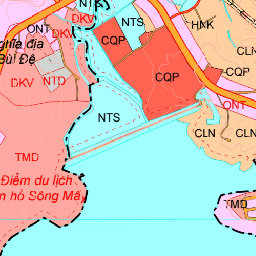 DKV
NTS
HNK
ONT
DKV
CQP
CLN
nghĩa địa
Bùi Đệ
CQP
CQP
DKV
NTD
ONT
NTS
CLN
CLN
TMD
Điểm du lịch
hồ Sông Mây
TMD